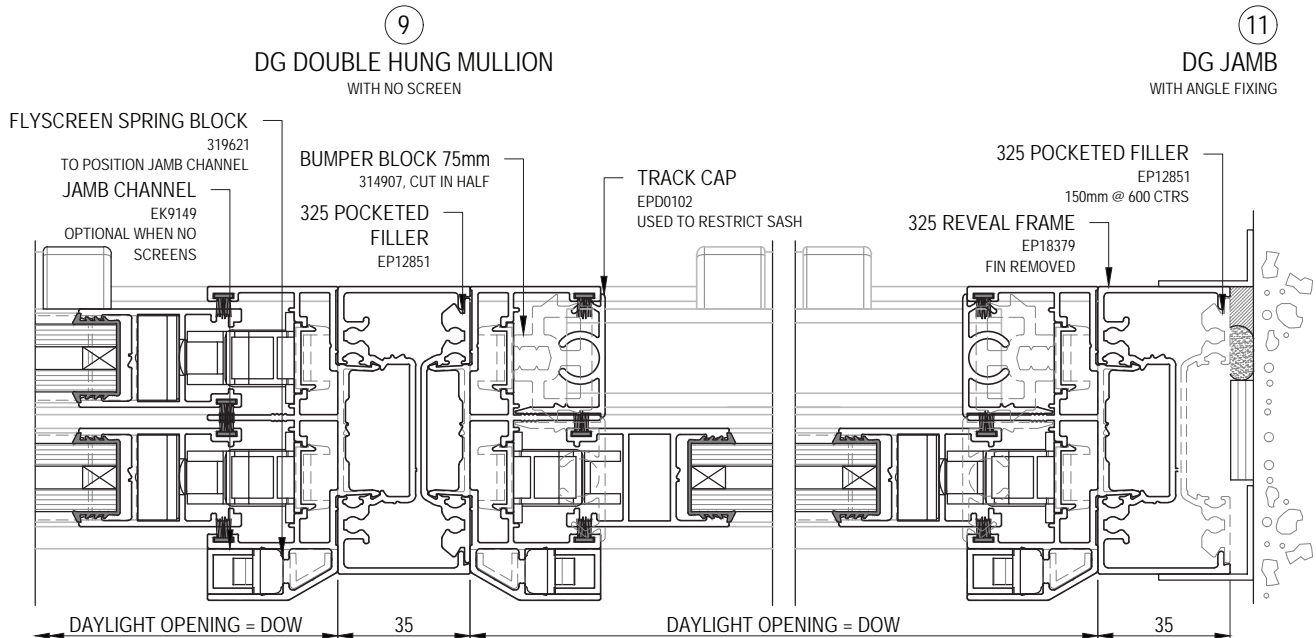 9
DG DOUBLE HUNG MULLION
WITH NO SCREEN
11
DG JAMB
WITH ANGLE FIXING
FLYSCREEN SPRING BLOCK
319621
TO POSITION JAMB CHANNEL
JAMB CHANNEL
EK9149
OPTIONAL WHEN NO
SCREENS
BUMPER BLOCK 75mm
314907, CUT IN HALF
325 POCKETED
FILLER
EP12851
TRACK CAP
EPD0102
USED TO RESTRICT SASH
325 POCKETED FILLER
EP12851
150mm @ 600 CTRS
325 REVEAL FRAME
EP18379
FIN REMOVED
DAYLIGHT OPENING = DOW
35
DAYLIGHT OPENING = DOW
35